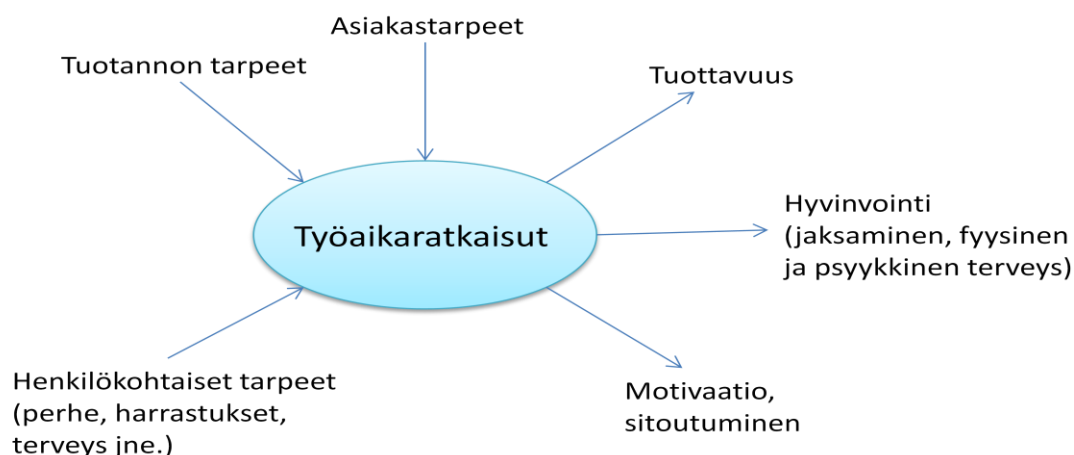 Asiakastarpeet
Tuotannon tarpeet
Tuottavuus
Työaikaratkaisut
Hyvinvointi
(jaksaminen, fyysinen
ja psyykkinen terveys)
Henkilökohtaiset tarpeet
(perhe, harrastukset,
terveys jne.)
Motivaatio,
sitoutuminen